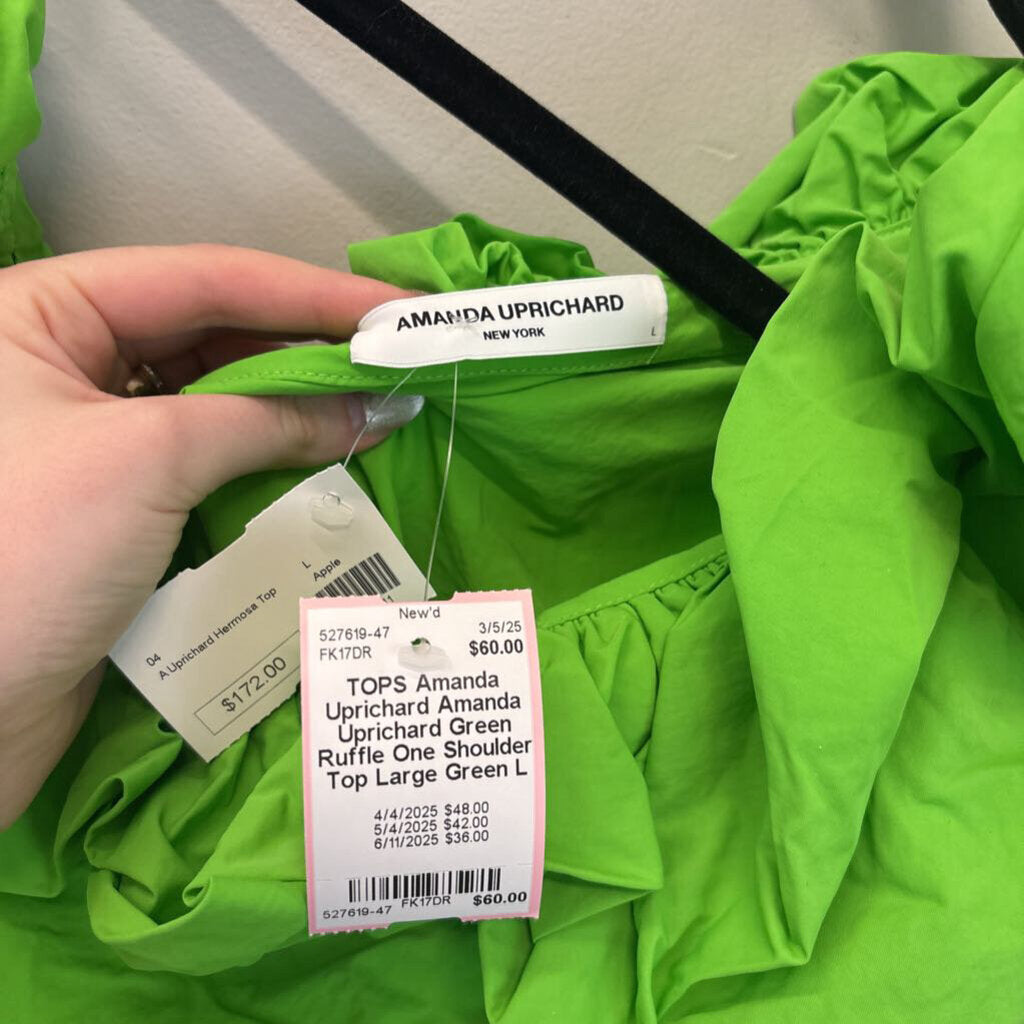 AMANDA UPRICHARD
NEW YORK
L
L
Apple
04
A Uprichard Hermosa Top
$172.00
New'd
527619-47
3/5/25
FK17DR
$60.00
TOPS Amanda
Uprichard Amanda
Uprichard Green
Ruffle One Shoulder
Top Large Green L
4/4/2025 $48.00
5/4/2025 $42.00
6/11/2025 $36.00
527619-47
FK17DR
$60.00